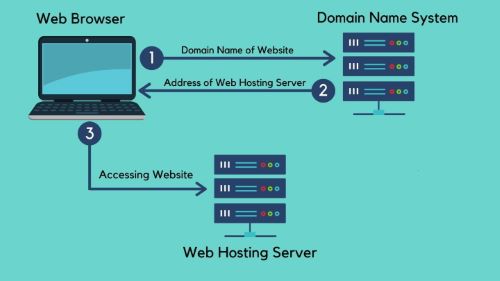 Web Browser
Domain Name System
1
Domain Name of Website
Address of Web Hosting Server
2
3
Accessing Website
Web Hosting Server